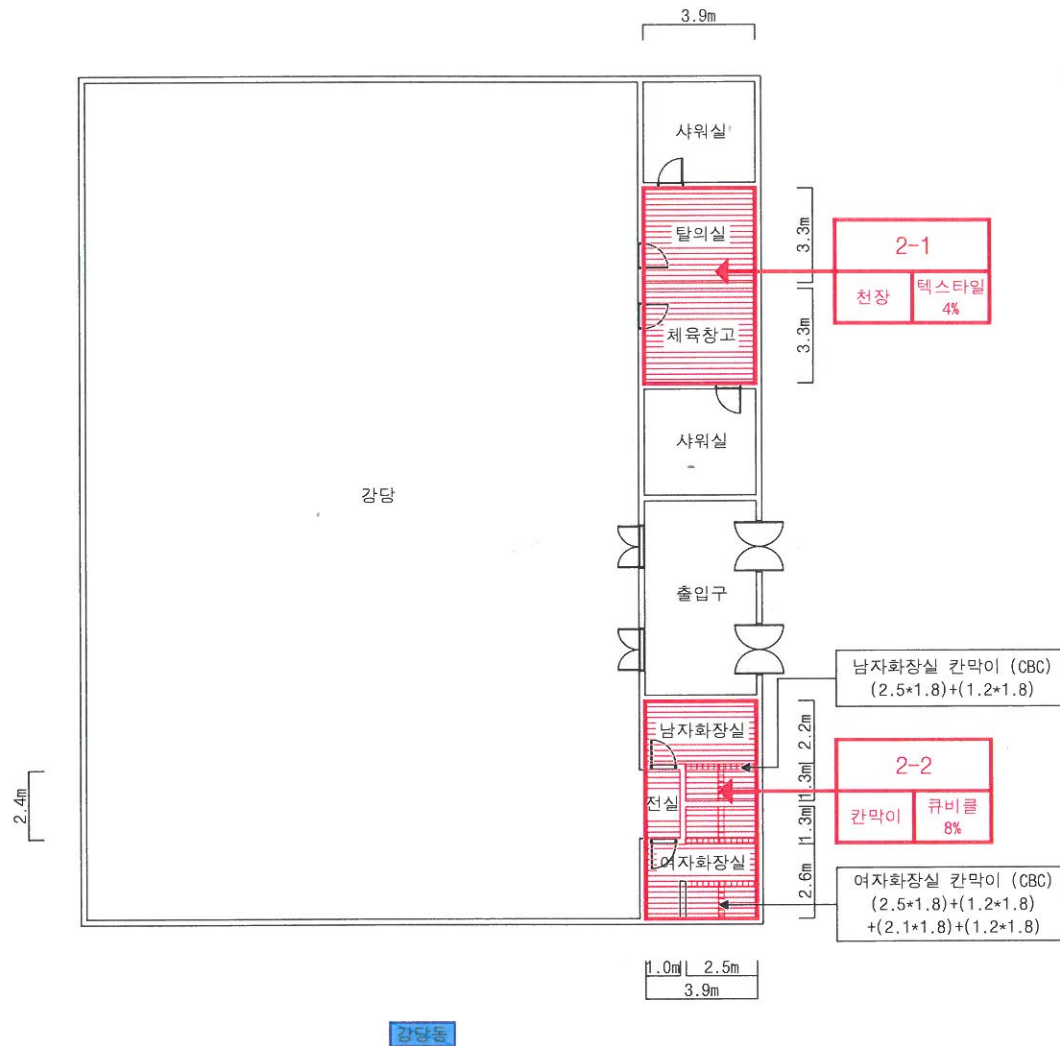 3.9m
샤워실
탈의실
3.3m
2-1
천장
텍스타일
4%
체육창고
3.3m
샤워실
강당
출입구
남자화장실 칸막이 (CBC)
(2.5*1.8)+(1.2*1.8)
남자화장실
2.2m
2-2
칸막이
큐비클
8%
1.3m
전실
2.4m
1.3m
여자화장실
2.6m
여자화장실 칸막이 (CBC)
(2.5*1.8)+(1.2*1.8)
+(2.1*1.8)+(1.2*1.8)
1.0m
2.5m
3.9m
강당동